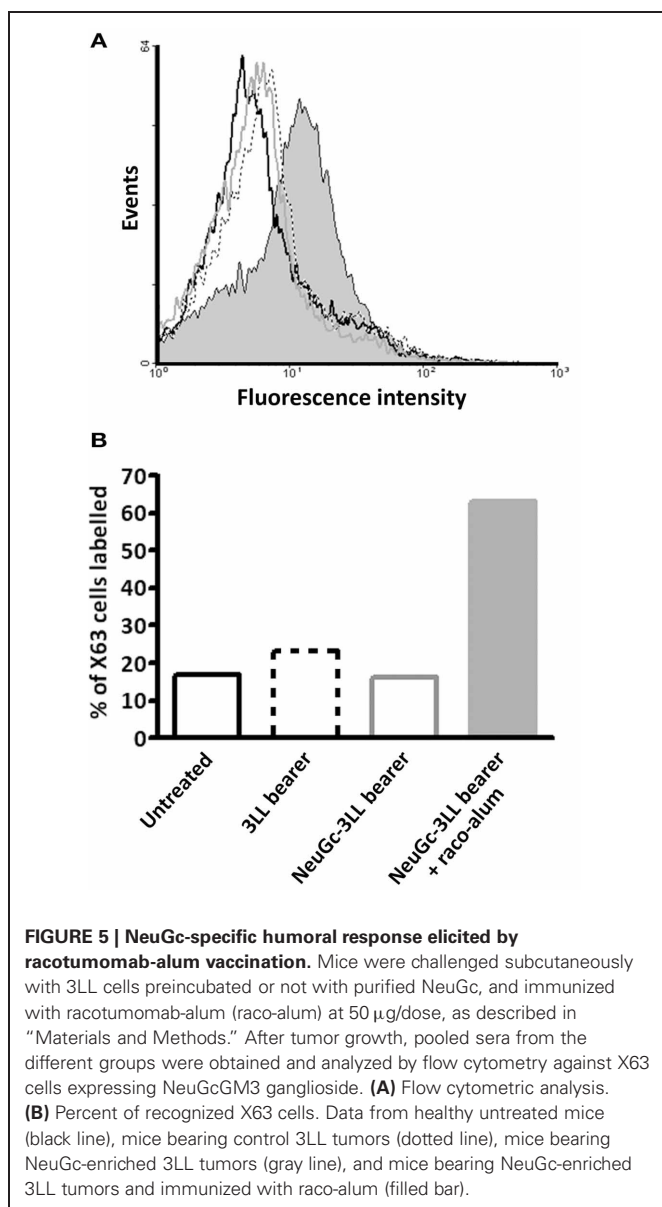 A
64
Events
0
10⁰
10¹
10²
10³
Fluorescence intensity
B
% of X63 cells labelled
70
60
50
40
30
20
10
0
Untreated
3LL bearer
NeuGc-3LL bearer
NeuGc-3LL bearer
+ raco-alum
FIGURE 5 | NeuGc-specific humoral response elicited by
racotumomab-alum vaccination. Mice were challenged subcutaneously
with 3LL cells preincubated or not with purified NeuGc, and immunized
with racotumomab-alum (raco-alum) at 50 μg/dose, as described in
“Materials and Methods.” After tumor growth, pooled sera from the
different groups were obtained and analyzed by flow cytometry against X63
cells expressing NeuGcGM3 ganglioside. (A) Flow cytometric analysis.
(B) Percent of recognized X63 cells. Data from healthy untreated mice
(black line), mice bearing control 3LL tumors (dotted line), mice bearing
NeuGc-enriched 3LL tumors (gray line), and mice bearing NeuGc-enriched
3LL tumors and immunized with raco-alum (filled bar).